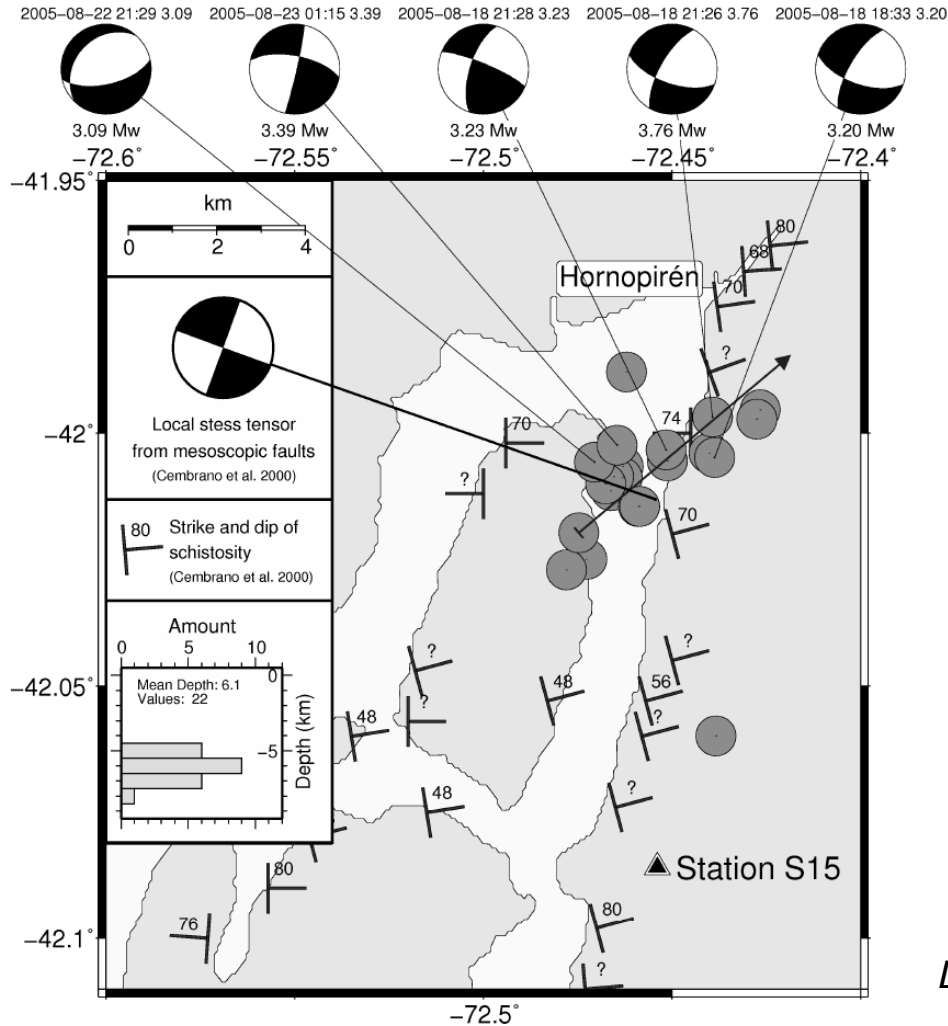 2005−08−22 21:29 3.09 2005−08−23 01:15 3.39 2005−08−18 21:28 3.23 2005−08−18 21:26 3.76 2005−08−18 18:33 3.20
3.09 Mw 3.39 Mw 3.23 Mw 3.76 Mw 3.20 Mw
−72.6˚ −72.55˚ −72.5˚ −72.45˚ −72.4˚
−41.95˚
km
0 2 4
80
68
70
Hornopirén
?
Local stess tensor
from mesoscopic faults
(Cembrano et al. 2000)
−42˚
70
74
?
70
80
Strike and dip of
schistosity
(Cembrano et al. 2000)
Amount
0 5 10
Mean Depth: 6.1
Values: 22
0
−5
Depth (km)
?
?
−42.05˚
48
56
48
?
?
48
?
80
Station S15
76
−42.1˚
80
?
−72.5˚
L